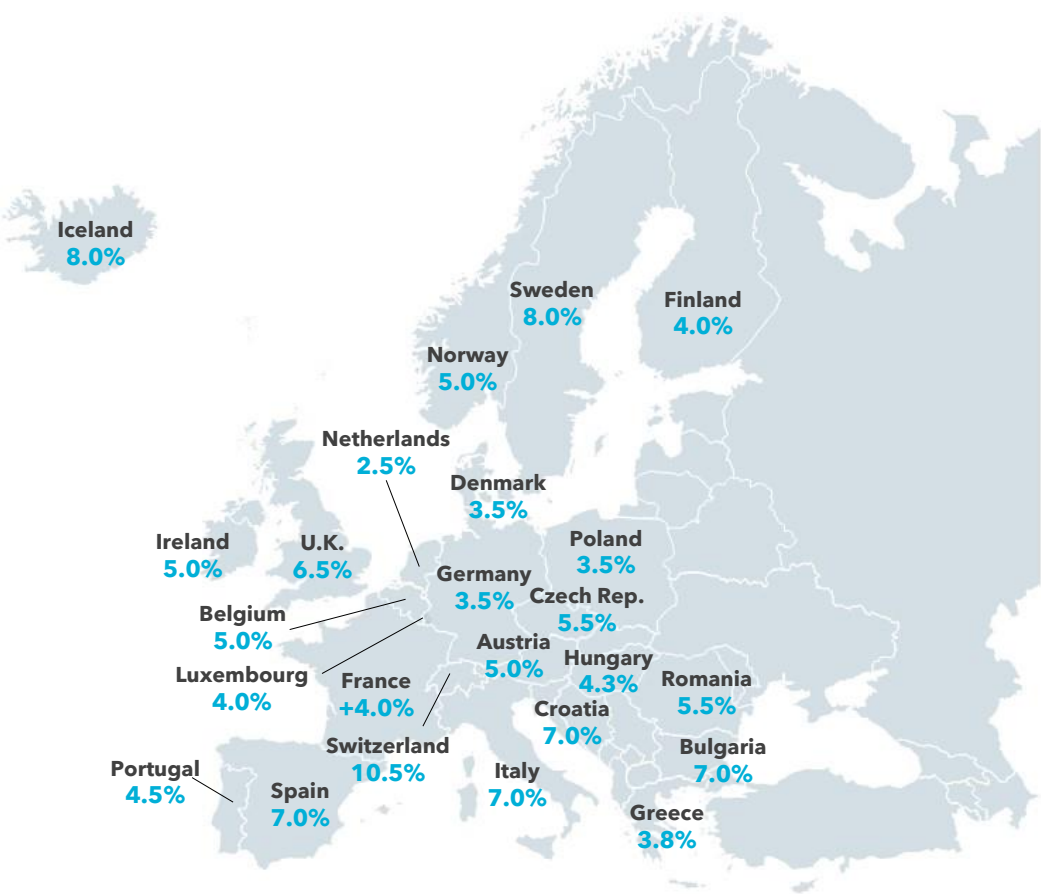 Iceland
8.0%
Sweden
8.0%
Finland
4.0%
Norway
5.0%
Netherlands
2.5%
Denmark
3.5%
Ireland
5.0%
U.K.
6.5%
Poland
3.5%
Germany
3.5%
Czech Rep.
5.5%
Belgium
5.0%
Austria
5.0%
Hungary
4.3%
Luxembourg
4.0%
France
+4.0%
Romania
5.5%
Croatia
7.0%
Switzerland
10.5%
Bulgaria
7.0%
Portugal
4.5%
Spain
7.0%
Italy
7.0%
Greece
3.8%